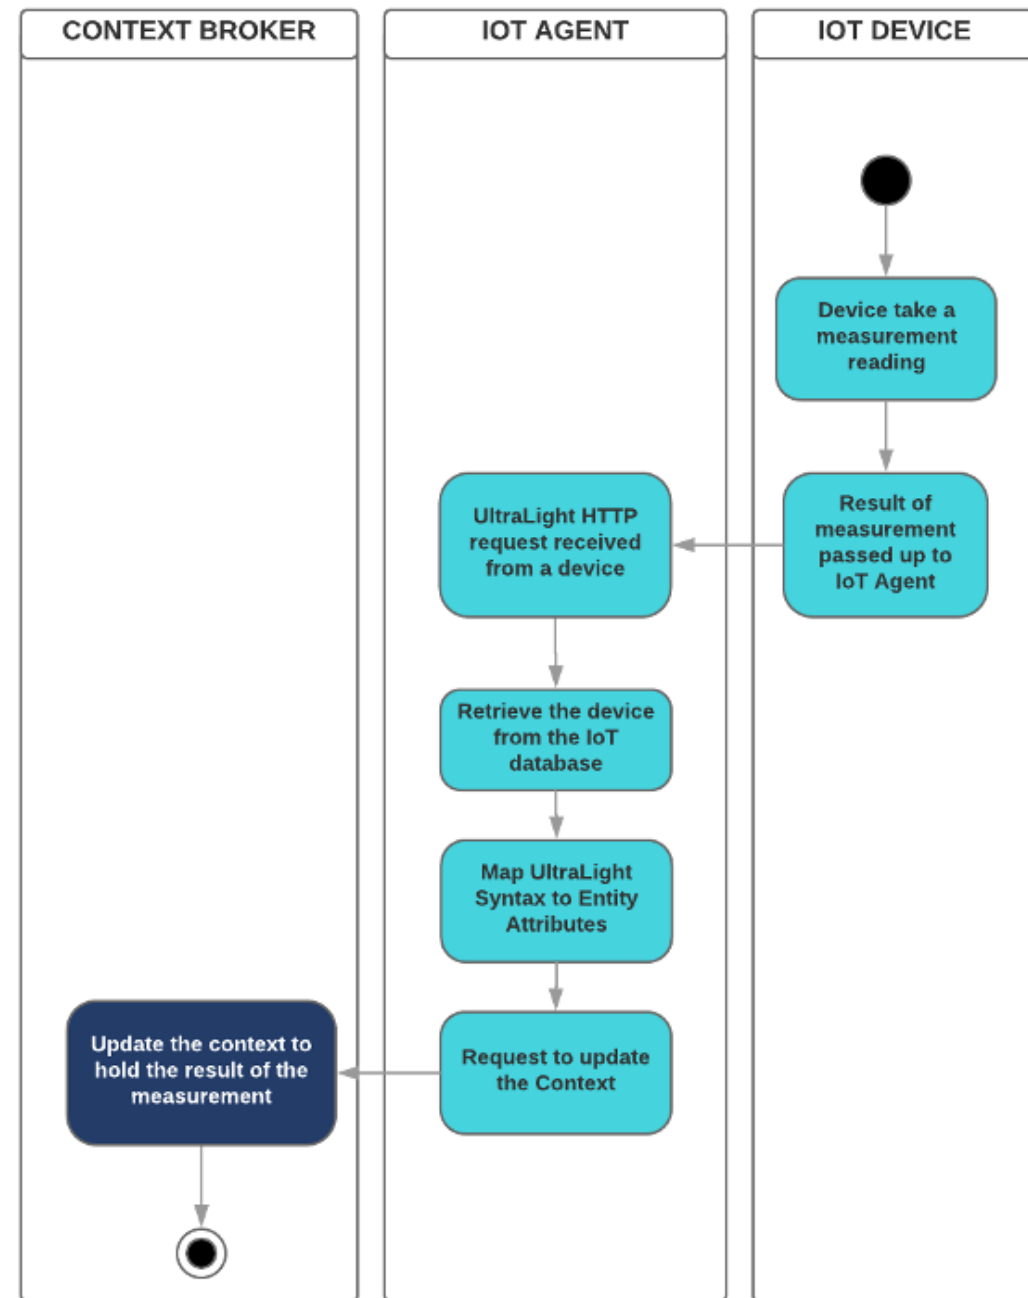 CONTEXT BROKER
IOT AGENT
IOT DEVICE
Device take a
measurement
reading
Result of
measurement
passed up to
IoT Agent
UltraLight HTTP
request received
from a device
Retrieve the device
from the IoT
database
Map UltraLight
Syntax to Entity
Attributes
Request to update
the Context
Update the context to
hold the result of the
measurement